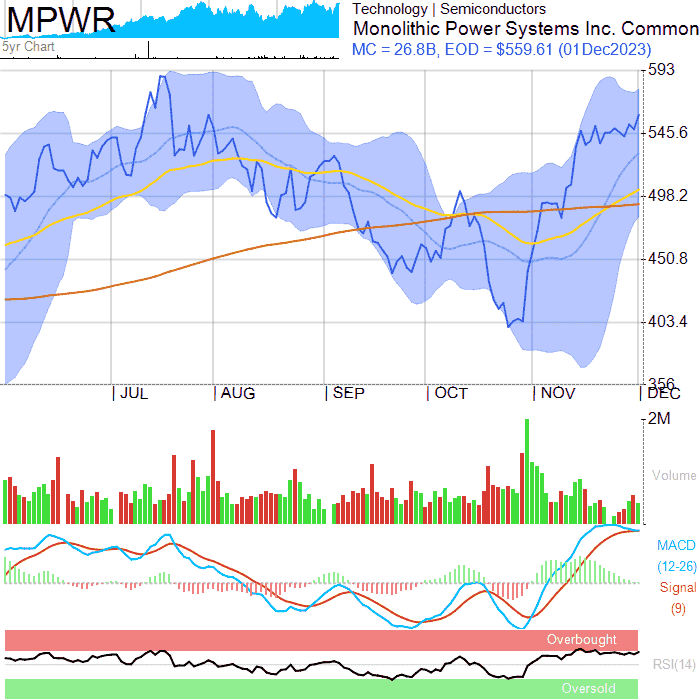 MPWR
5yr Chart
Technology | Semiconductors
Monolithic Power Systems Inc. Common
MC = 26.8B, EOD = $559.61 (01Dec2023)
593
545.6
498.2
450.8
403.4
356
JUL
AUG
SEP
OCT
NOV
DEC
2M
Volume
MACD
(12-26)
Signal
(9)
Overbought
RSI(14)
Oversold